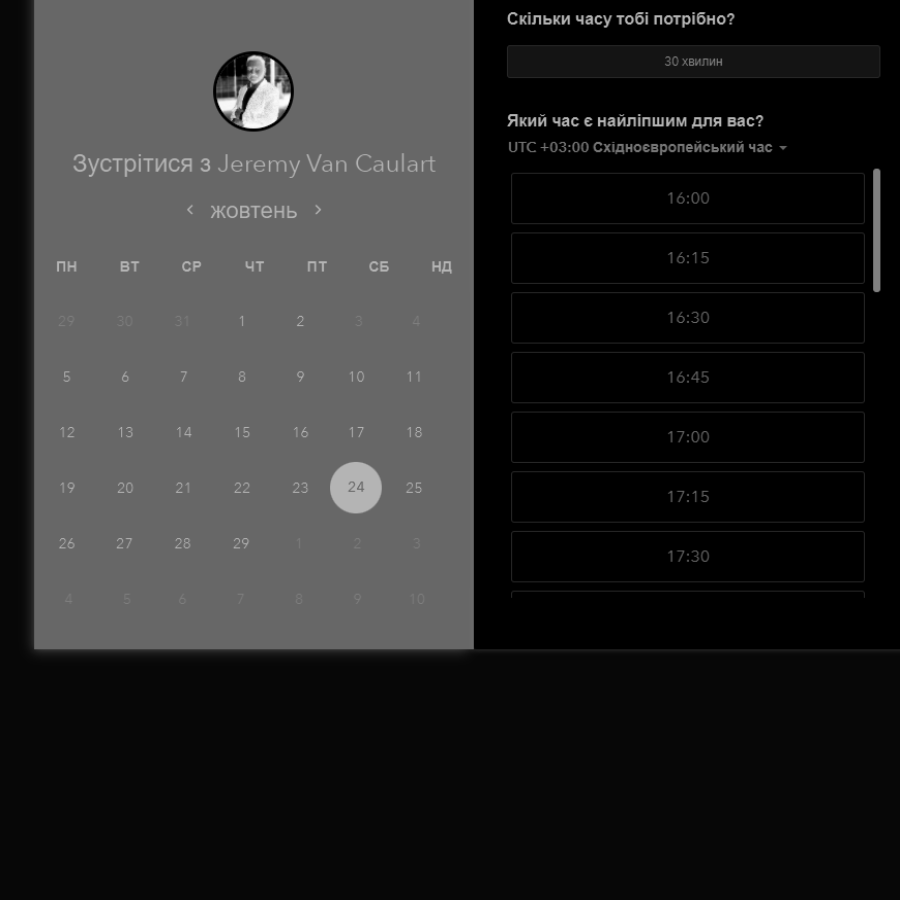 Зустрітися з Jeremy Van Caulart
жовтень
ПН ВТ СР ЧТ ПТ СБ НД
29 30 31 1 2 3 4
5 6 7 8 9 10 11
12 13 14 15 16 17 18
19 20 21 22 23 24 25
26 27 28 29 1 2 3
4 5 6 7 8 9 10
Скільки часу тобі потрібно?
30 хвилин
Який час є найліпшим для вас?
UTC +03:00 Східноєвропейський час
16:00
16:15
16:30
16:45
17:00
17:15
17:30